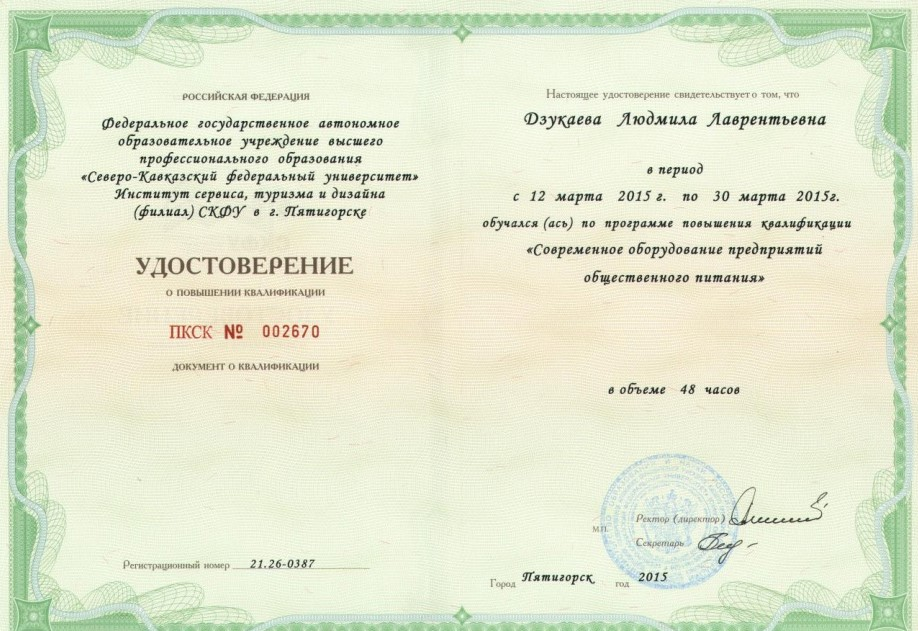 РОССИЙСКАЯ ФЕДЕРАЦИЯ
Федеральное государственное автономное
образовательное учреждение высшего
профессионального образования
«Северо-Кавказский федеральный университет»
Институт сервиса, туризма и дизайна
(филиал) СКФУ в г. Пятигорске
УДОСТОВЕРЕНИЕ
О ПОВЫШЕНИИ КВАЛИФИКАЦИИ
ПКСК № 002670
ДОКУМЕНТ О КВАЛИФИКАЦИИ
Регистрационный номер 21.26-0387
Настоящее удостоверение свидетельствует о том, что
Дзукаева Людмила Лаврентьевна
в период
с 12 марта 2015 г. по 30 марта 2015г.
обучался (ась) по программе повышения квалификации
«Современное оборудование предприятий
общественного питания»
в объеме 48 часов
М.П.
Ректор (директор)
Секретарь
Город Пятигорск год 2015